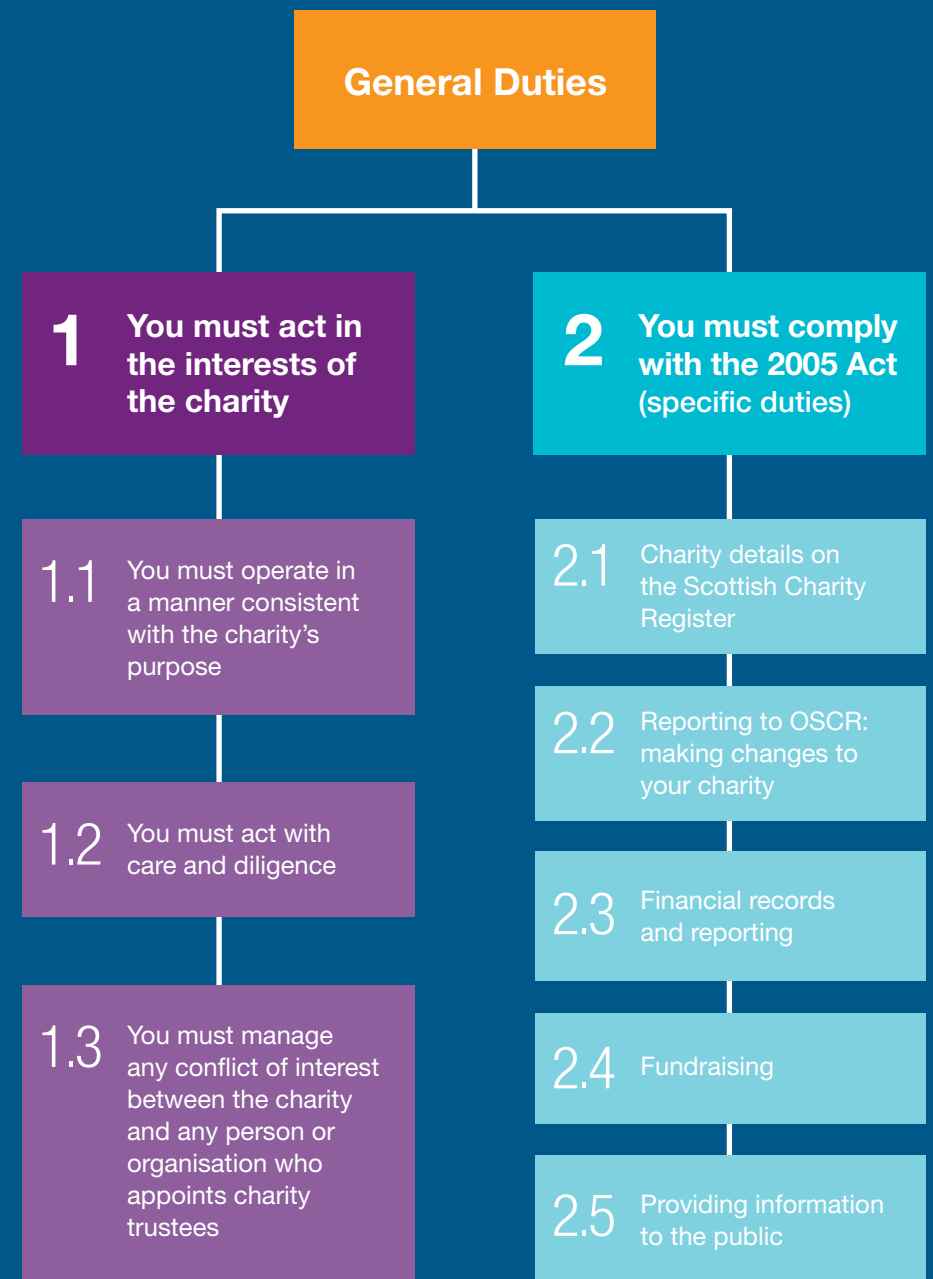 General Duties
1
You must act in
the interests of
the charity
1.1
You must operate in
a manner consistent
with the charity's
purpose
1.2
You must act with
care and diligence
1.3
You must manage
any conflict of interest
between the charity
and any person or
organisation who
appoints charity
trustees
2
You must comply
with the 2005 Act
(specific duties)
2.1
Charity details on
the Scottish Charity
Register
2.2
Reporting to OSCR:
making changes to
your charity
2.3
Financial records
and reporting
2.4
Fundraising
2.5
Providing information
to the public